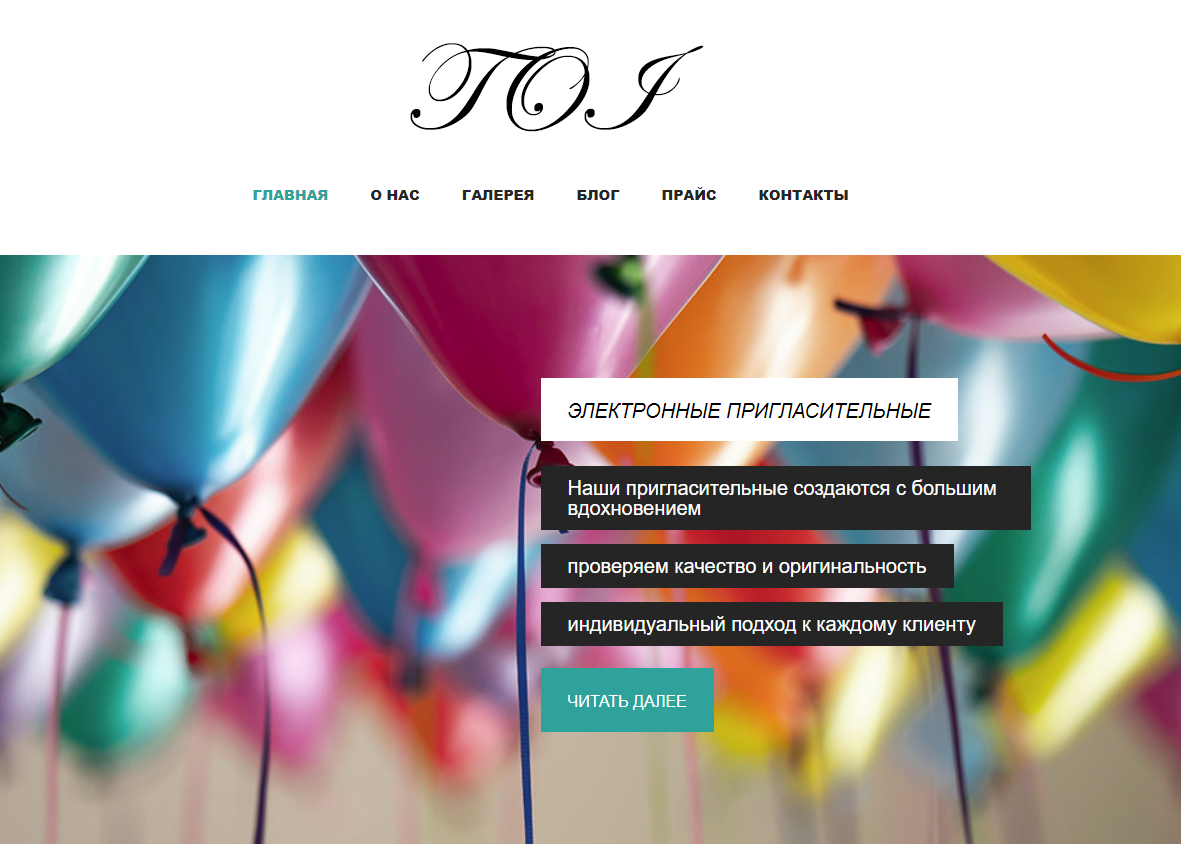 TOI
ГЛАВНАЯ О НАС ГАЛЕРЕЯ БЛОГ ПРАЙС КОНТАКТЫ
ЭЛЕКТРОННЫЕ ПРИГЛАСИТЕЛЬНЫЕ
Наши пригласительные создаются с большим
вдохновением
проверяем качество и оригинальность
индивидуальный подход к каждому клиенту
ЧИТАТЬ ДАЛЕЕ